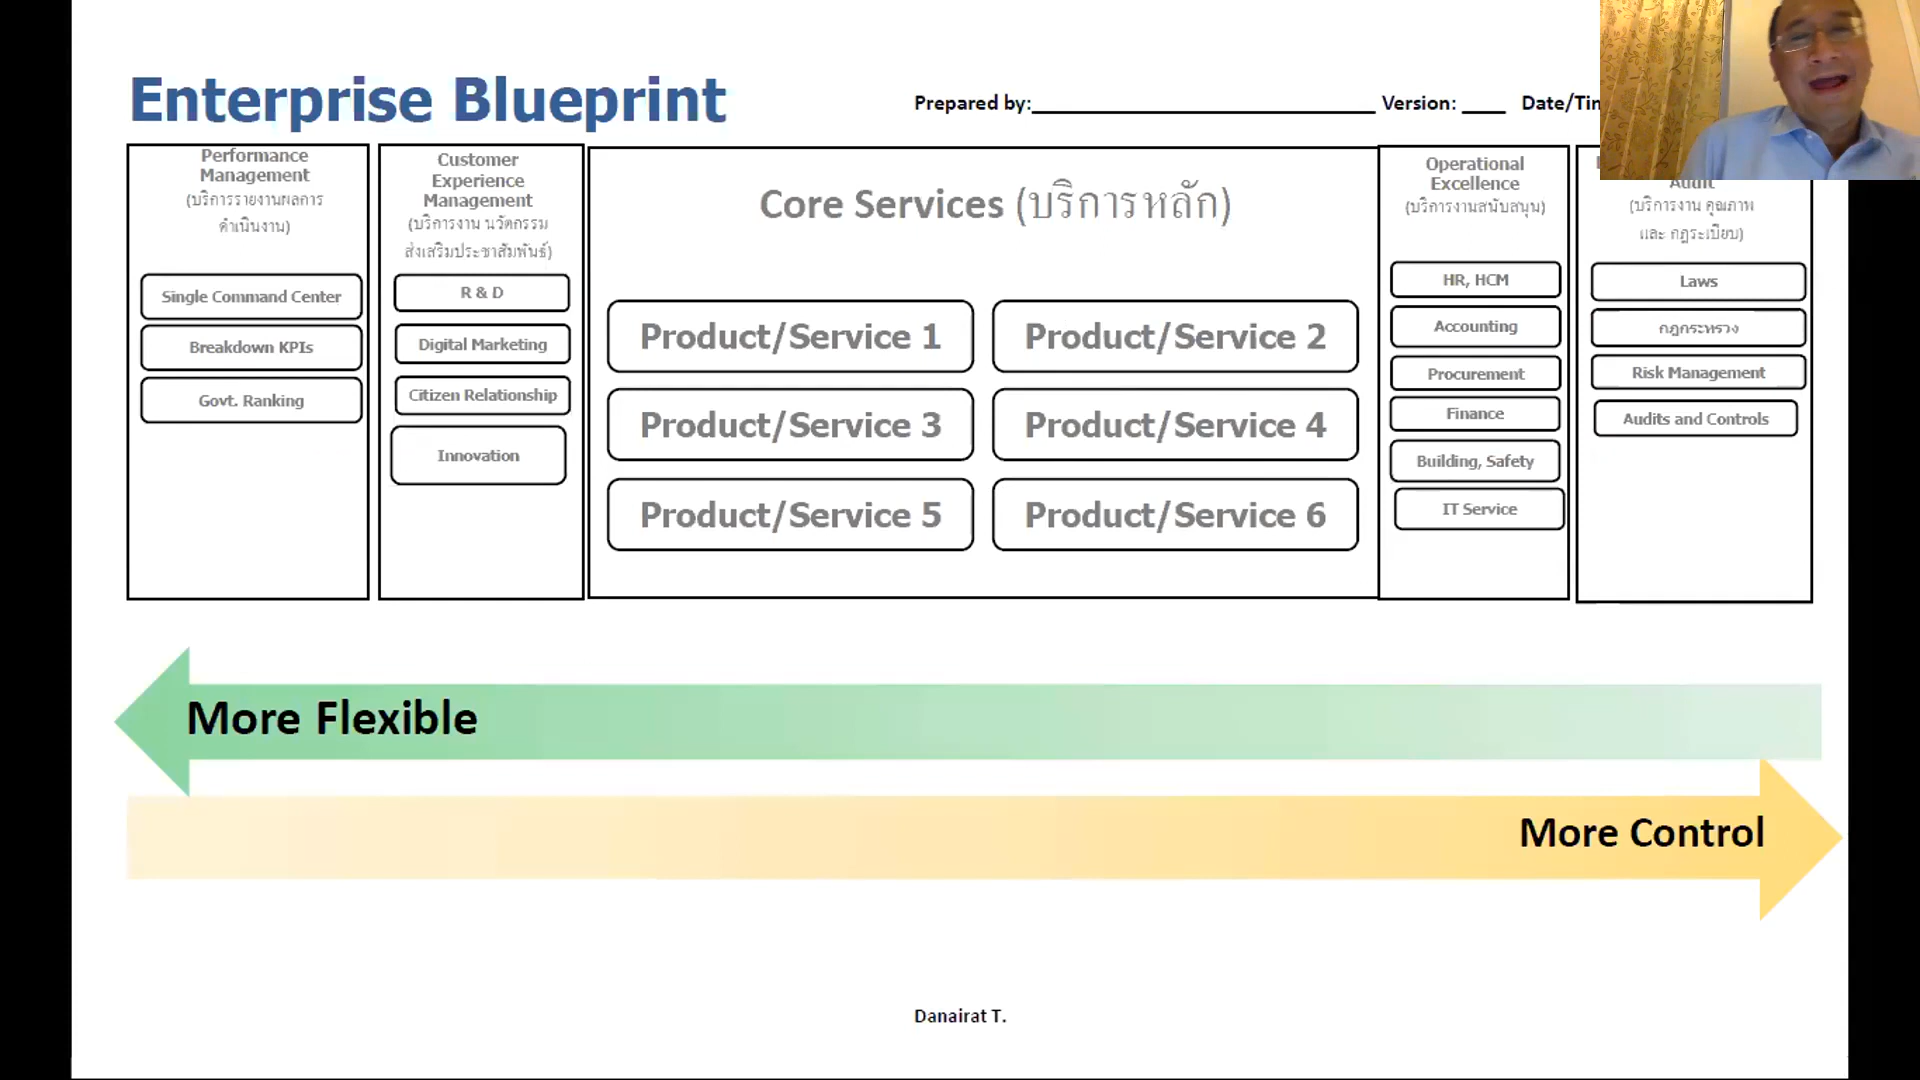 Enterprise Blueprint
Prepared by: Version: Date/Tim
Performance
Management
(บริการรายงานผลการ
ดำเนินงาน)
Single Command Center
Breakdown KPIs
Govt. Ranking
Customer
Experience
Management
(บริการงาน นวัตกรรม
ส่งเสริมประชาสัมพันธ์)
R & D
Digital Marketing
Citizen Relationship
Innovation
Core Services (บริการหลัก)
Product/Service 1
Product/Service 2
Product/Service 3
Product/Service 4
Product/Service 5
Product/Service 6
Operational
Excellence
(บริการงานสนับสนุน)
HR, HCM
Accounting
Procurement
Finance
Building, Safety
IT Service
Audit
(บริการงาน คุณภาพ
และ กฎระเบียบ)
Laws
กฎกระทรวง
Risk Management
Audits and Controls
More Flexible
More Control
Danairat T.